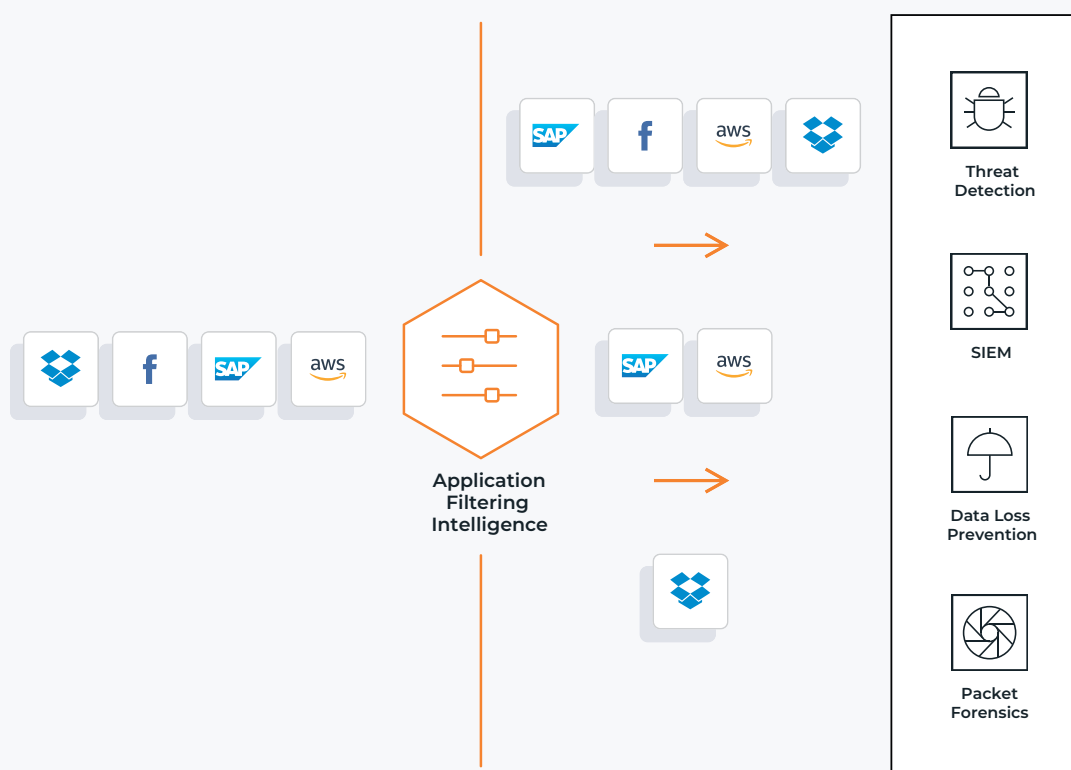 SAP
f
aws
Threat
Detection
SIEM
f
SAP
aws
SAP
aws
Application
Filtering
Intelligence
Data Loss
Prevention
Packet
Forensics